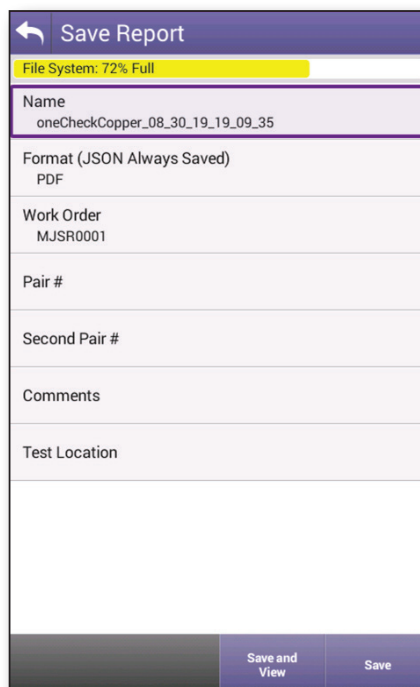 Save Report
File System: 72% Full
Name
oneCheckCopper_08_30_19_19_09_35
Format (JSON Always Saved)
PDF
Work Order
MJSR0001
Pair #
Second Pair #
Comments
Test Location
Save and
View
Save